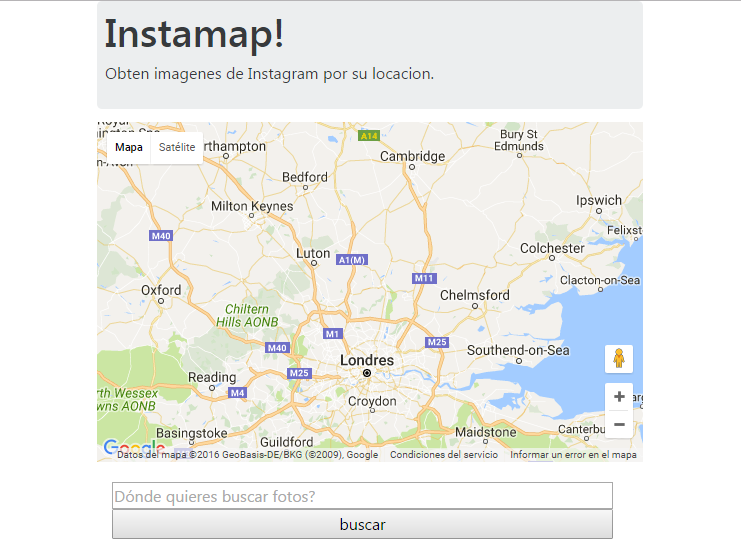 Instamap!
Obten imagenes de Instagram por su locacion.
Mapa Satélite
A14
Bury St
Edmunds
rthampton
Cambridge
Bedford
Ipswich
Milton Keynes
Felixst
M40
Colchester
Luton
A1(M)
M11
Clacton-on-Sea
Oxford
Chelmsford
Chiltern
Hills AONB
M1
M25
M40
Londres
Southend-on-Sea
M25
Reading
M4
rth Wessex
wns AONB
Croydon
Basingstoke
Guildford
Maidstone
Canterbu
Google
Datos del mapa ©2016 GeoBasis-DE/BKG (©2009), Google Condiciones del servicio Informar un error en el mapa
Dónde quieres buscar fotos?
buscar